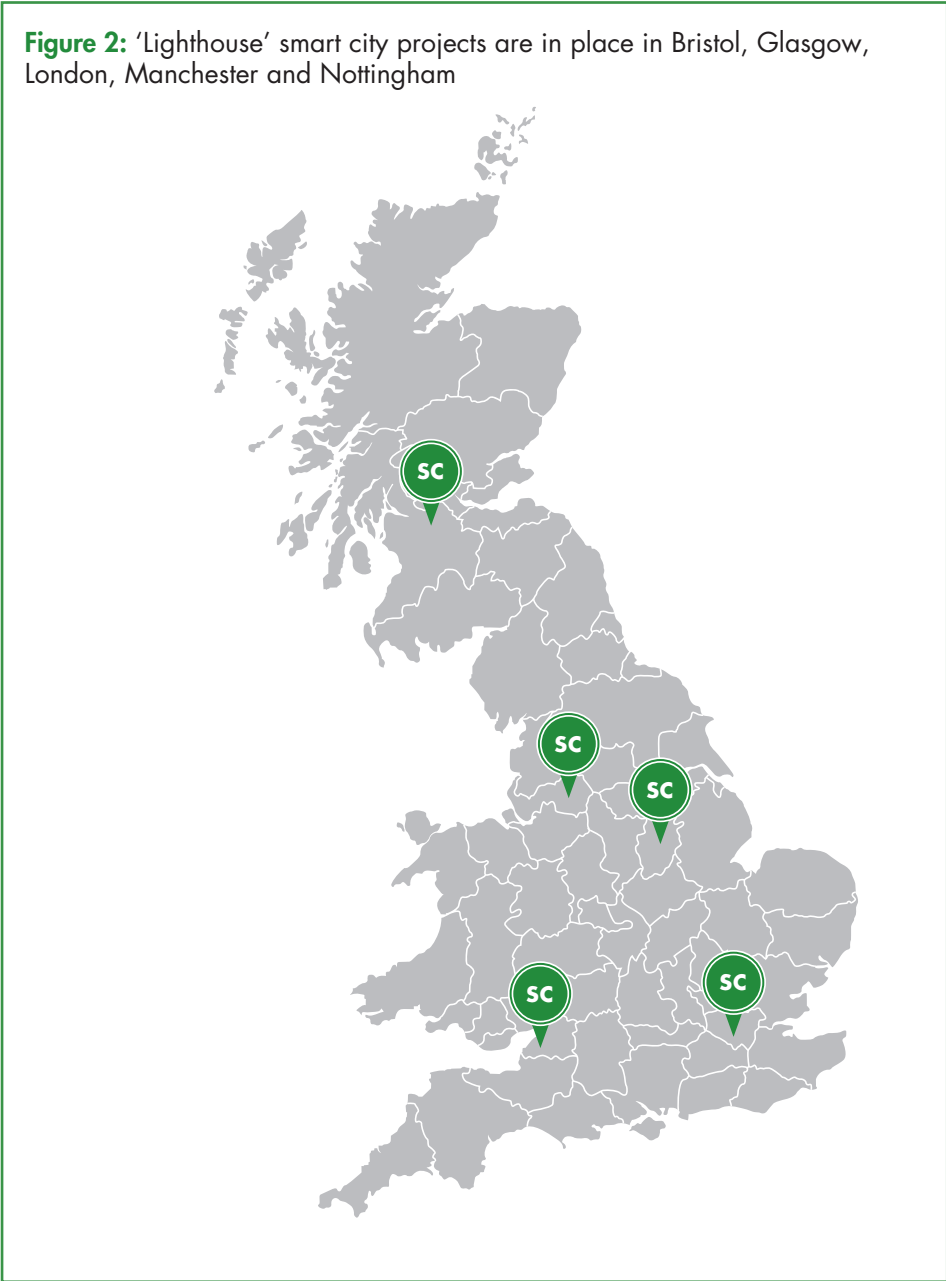 Figure 2: ‘Lighthouse’ smart city projects are in place in Bristol, Glasgow,
London, Manchester and Nottingham
SC
SC
SC
SC
SC